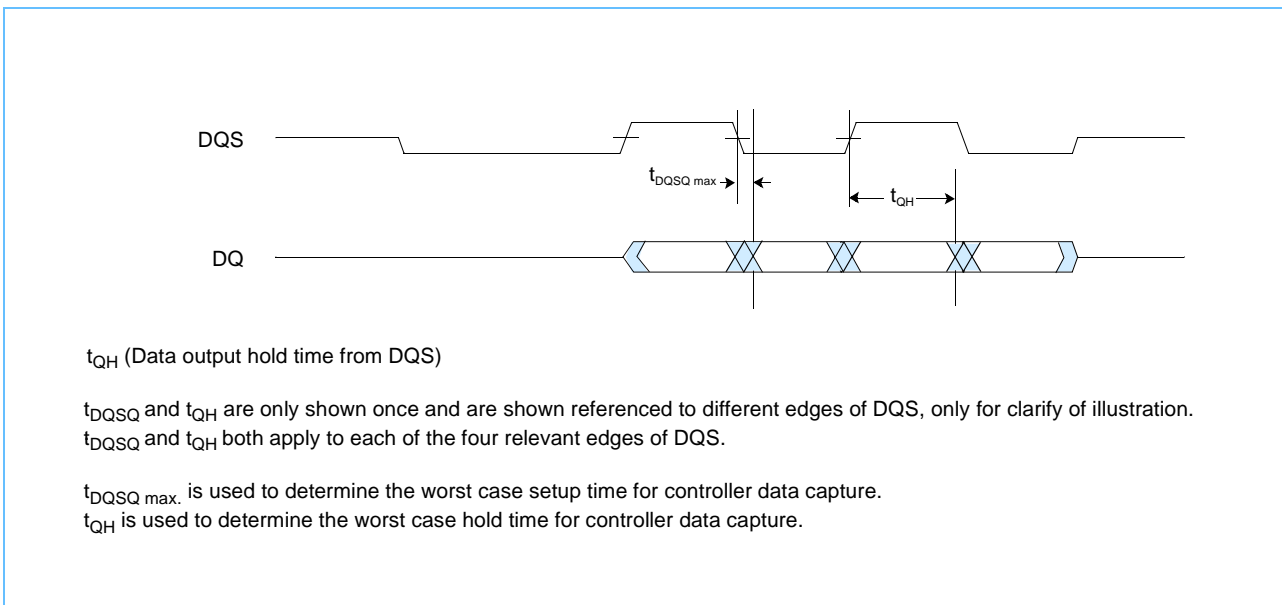 DQS
tDQSQ max
tQH
DQ
tQH (Data output hold time from DQS)
tDQSQ and tQH are only shown once and are shown referenced to different edges of DQS, only for clarify of illustration.
tDQSQ and tQH both apply to each of the four relevant edges of DQS.
tDQSQ max. is used to determine the worst case setup time for controller data capture.
tQH is used to determine the worst case hold time for controller data capture.